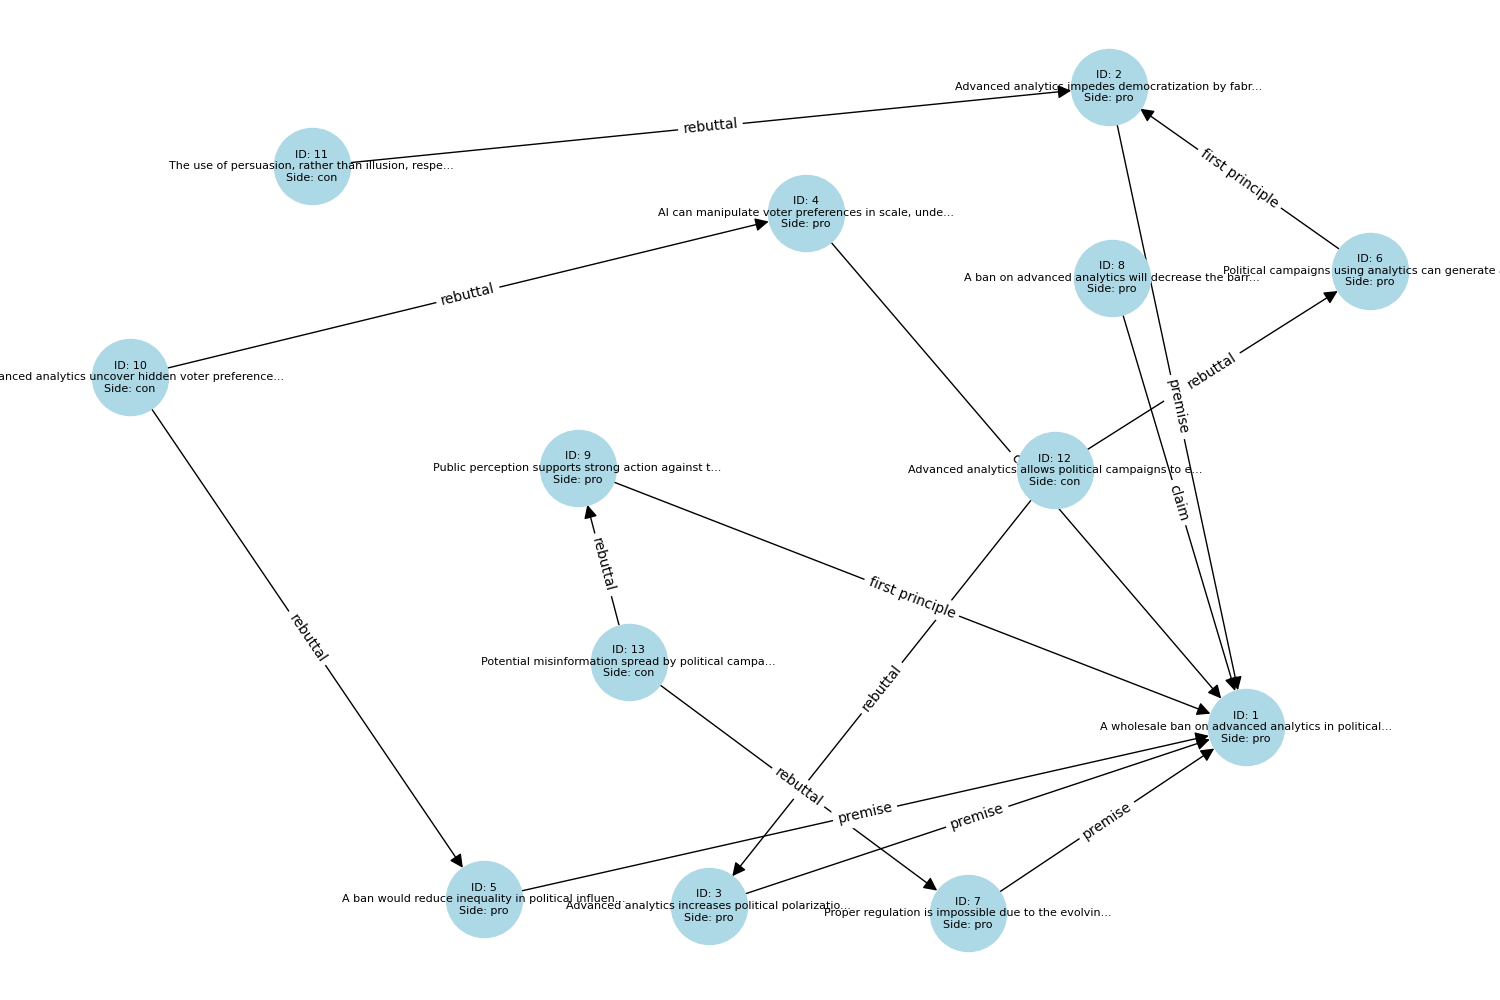 ID: 2
Advanced analytics impedes democratization by fabr...
Side: pro
rebuttal
ID: 11
The use of persuasion, rather than illusion, respe...
Side: con
first principle
ID: 4
AI can manipulate voter preferences in scale, unde...
Side: pro
ID: 8
A ban on advanced analytics will decrease the barr...
Side: pro
ID: 6
Political campaigns using analytics can generate
Side: pro
rebuttal
ID: 10
anced analytics uncover hidden voter preference...
Side: con
rebuttal
premise
ID: 9
Public perception supports strong action against t...
Side: pro
ID: 12
Advanced analytics allows political campaigns to e...
Side: con
claim
rebuttal
first principle
rebuttal
ID: 13
Potential misinformation spread by political campa...
Side: con
rebuttal
ID: 1
A wholesale ban on advanced analytics in political...
Side: pro
rebuttal
premise
premise
premise
ID: 5
A ban would reduce inequality in political influen...
Side: pro
ID: 3
Advanced analytics increases political polarizatio...
Side: pro
ID: 7
Proper regulation is impossible due to the evolvin...
Side: pro